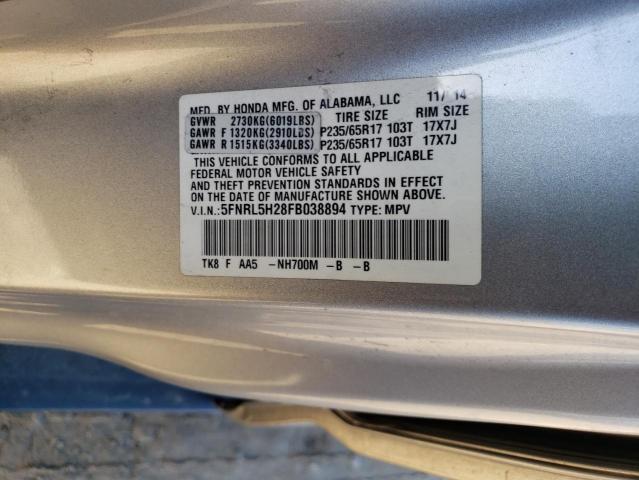 MFD. BY HONDA MFG. OF ALABAMA, LLC 11/ 14
GVWR 2730KG(6019LBS) TIRE SIZE RIM SIZE
GAWR F 1320KG(2910LBS) P235/65R17 103T 17X7J
GAWR R 1515KG(3340LBS) P235/65R17 103T 17X7J
THIS VEHICLE CONFORMS TO ALL APPLICABLE
FEDERAL MOTOR VEHICLE SAFETY
AND THEFT PREVENTION STANDARDS IN EFFECT
ON THE DATE OF MANUFACTURE SHOWN ABOVE.
V.I.N.:5FNRL5H28FB038894 TYPE: MPV
TK8 F AA5 -NH700M -B -B